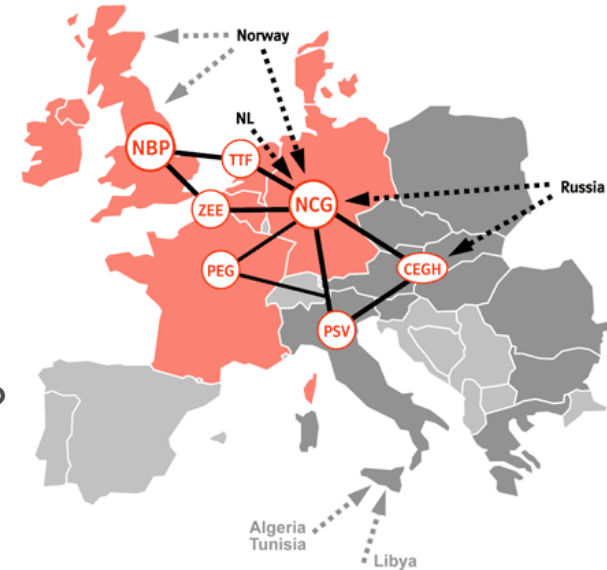 Norway
NL
NBP
TTF
ZEE
NCG
Russia
PEG
CEGH
PSV
Algeria
Tunisia
Libya